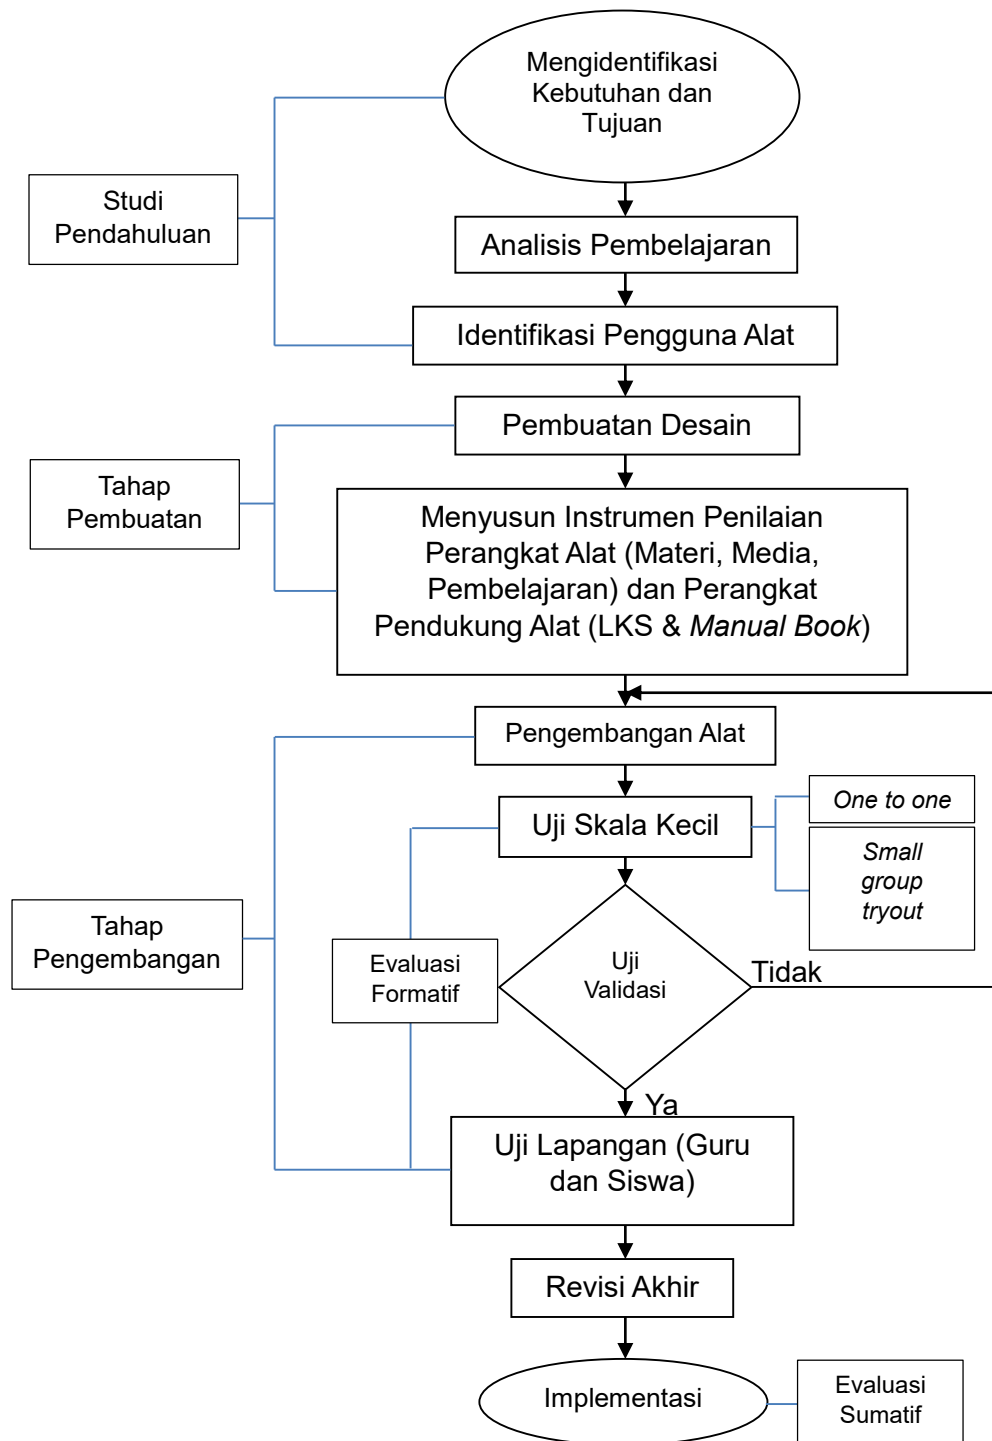 Mengidentifikasi
Kebutuhan dan
Tujuan
Studi
Pendahuluan
Analisis Pembelajaran
Identifikasi Pengguna Alat
Pembuatan Desain
Tahap
Pembuatan
Menyusun Instrumen Penilaian
Perangkat Alat (Materi, Media,
Pembelajaran) dan Perangkat
Pendukung Alat (LKS & Manual Book)
Pengembangan Alat
Uji Skala Kecil
One to one
Small
group
tryout
Tahap
Pengembangan
Evaluasi
Formatif
Uji
Validasi
Tidak
Ya
Uji Lapangan (Guru
dan Siswa)
Revisi Akhir
Implementasi
Evaluasi
Sumatif